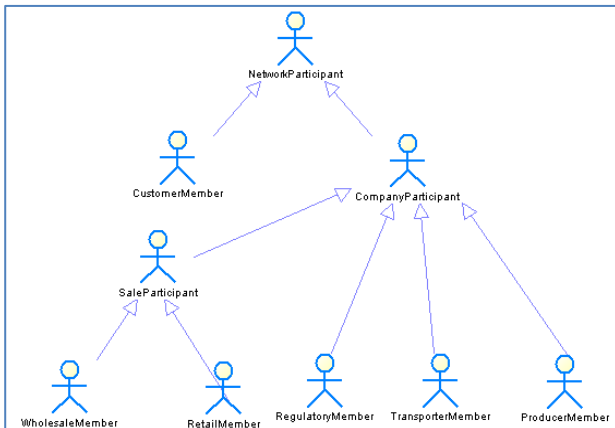 NetworkParticipant
CustomerMember
CompanyParticipant
SaleParticipant
WholesaleMember
RetailMember
RegulatoryMember
TransporterMember
ProducerMember